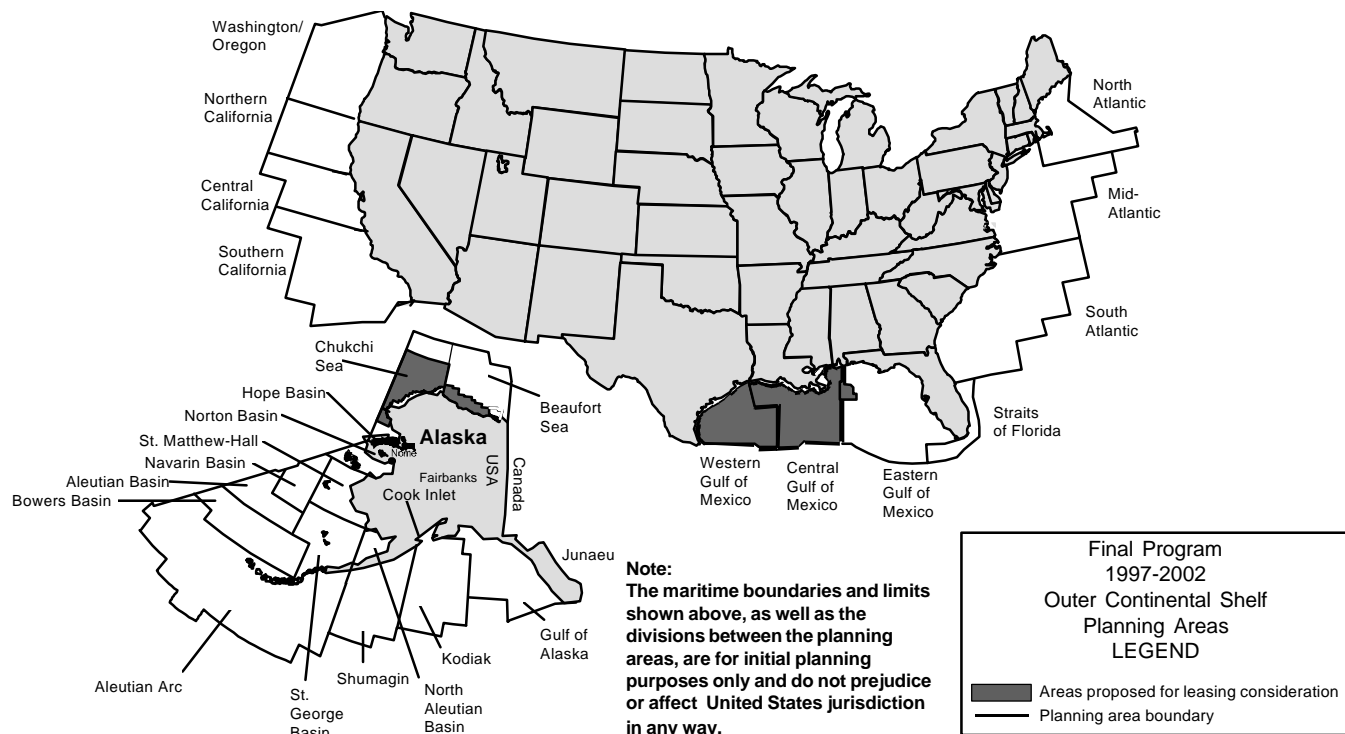 Washington/
Oregon
Northern
California
Central
California
Southern
California
North
Atlantic
Mid-
Atlantic
South
Atlantic
Straits
of Florida
Western
Gulf of
Mexico
Central
Gulf of
Mexico
Eastern
Gulf of
Mexico
Chukchi
Sea
Beaufort
Sea
Hope Basin
Norton Basin
St. Matthew-Hall
Navarin Basin
Aleutian Basin
Bowers Basin
Alaska
Nome
Fairbanks
Cook Inlet
USA
Canada
Junaeu
Gulf of
Alaska
Kodiak
Shumagin
North
Aleutian
Basin
St.
George
Basin
Aleutian Arc
Note:
The maritime boundaries and limits
shown above, as well as the
divisions between the planning
areas, are for initial planning
purposes only and do not prejudice
or affect United States jurisdiction
in any way.
Final Program
1997-2002
Outer Continental Shelf
Planning Areas
LEGEND
Areas proposed for leasing consideration
Planning area boundary